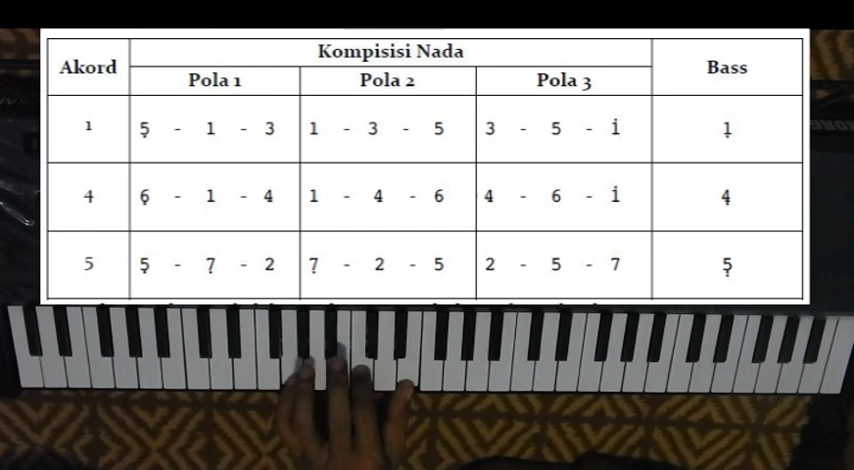 Akord Kompisisi Nada Bass
Pola 1 Pola 2 Pola 3
1 5̣ - 1 - 3 1 - 3 - 5 3 - 5 - 1̇ 1̣
4 6̣ - 1 - 4 1 - 4 - 6 4 - 6 - 1̇ 4̣
5 5̣ - 7̣ - 2 7̣ - 2 - 5 2 - 5 - 7 5̣